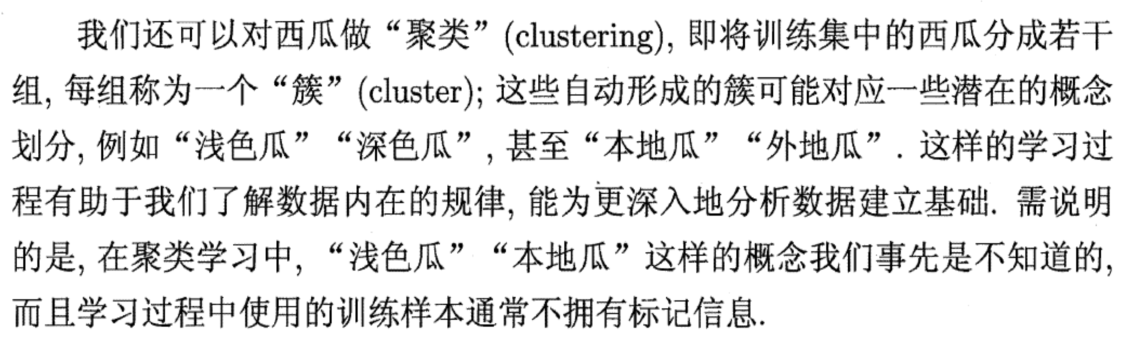 我们还可以对西瓜做“聚类”(clustering), 即将训练集中的西瓜分成若干
组, 每组称为一个“簇”(cluster); 这些自动形成的簇可能对应一些潜在的概念
划分, 例如“浅色瓜”“深色瓜”, 甚至“本地瓜”“外地瓜”. 这样的学习过
程有助于我们了解数据内在的规律, 能为更深入地分析数据建立基础. 需说明
的是, 在聚类学习中, “浅色瓜”“本地瓜”这样的概念我们事先是不知道的,
而且学习过程中使用的训练样本通常不拥有标记信息.